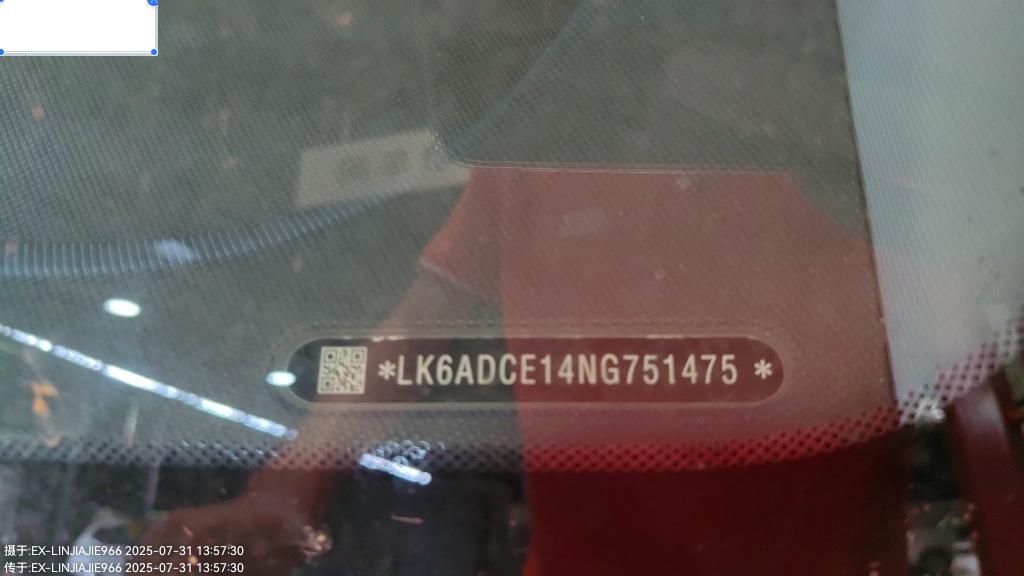 *LK6ADCE14NG751475 *
摄于:EX-LINJIAJIE966 2025-07-31 13:57:30
传于:EX-LINJIAJIE966 2025-07-31 13:57:30